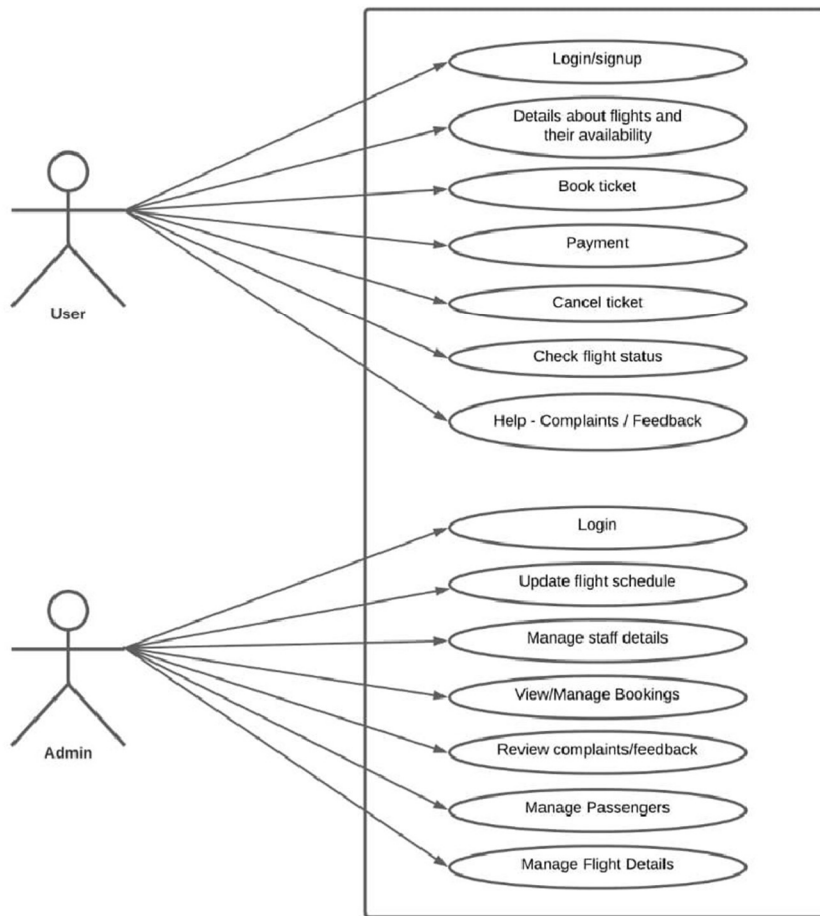 Login/signup
Details about flights and
their availability
Book ticket
Payment
Cancel ticket
User
Check flight status
Help - Complaints / Feedback
Login
Update flight schedule
Manage staff details
View/Manage Bookings
Admin
Review complaints/feedback
Manage Passengers
Manage Flight Details